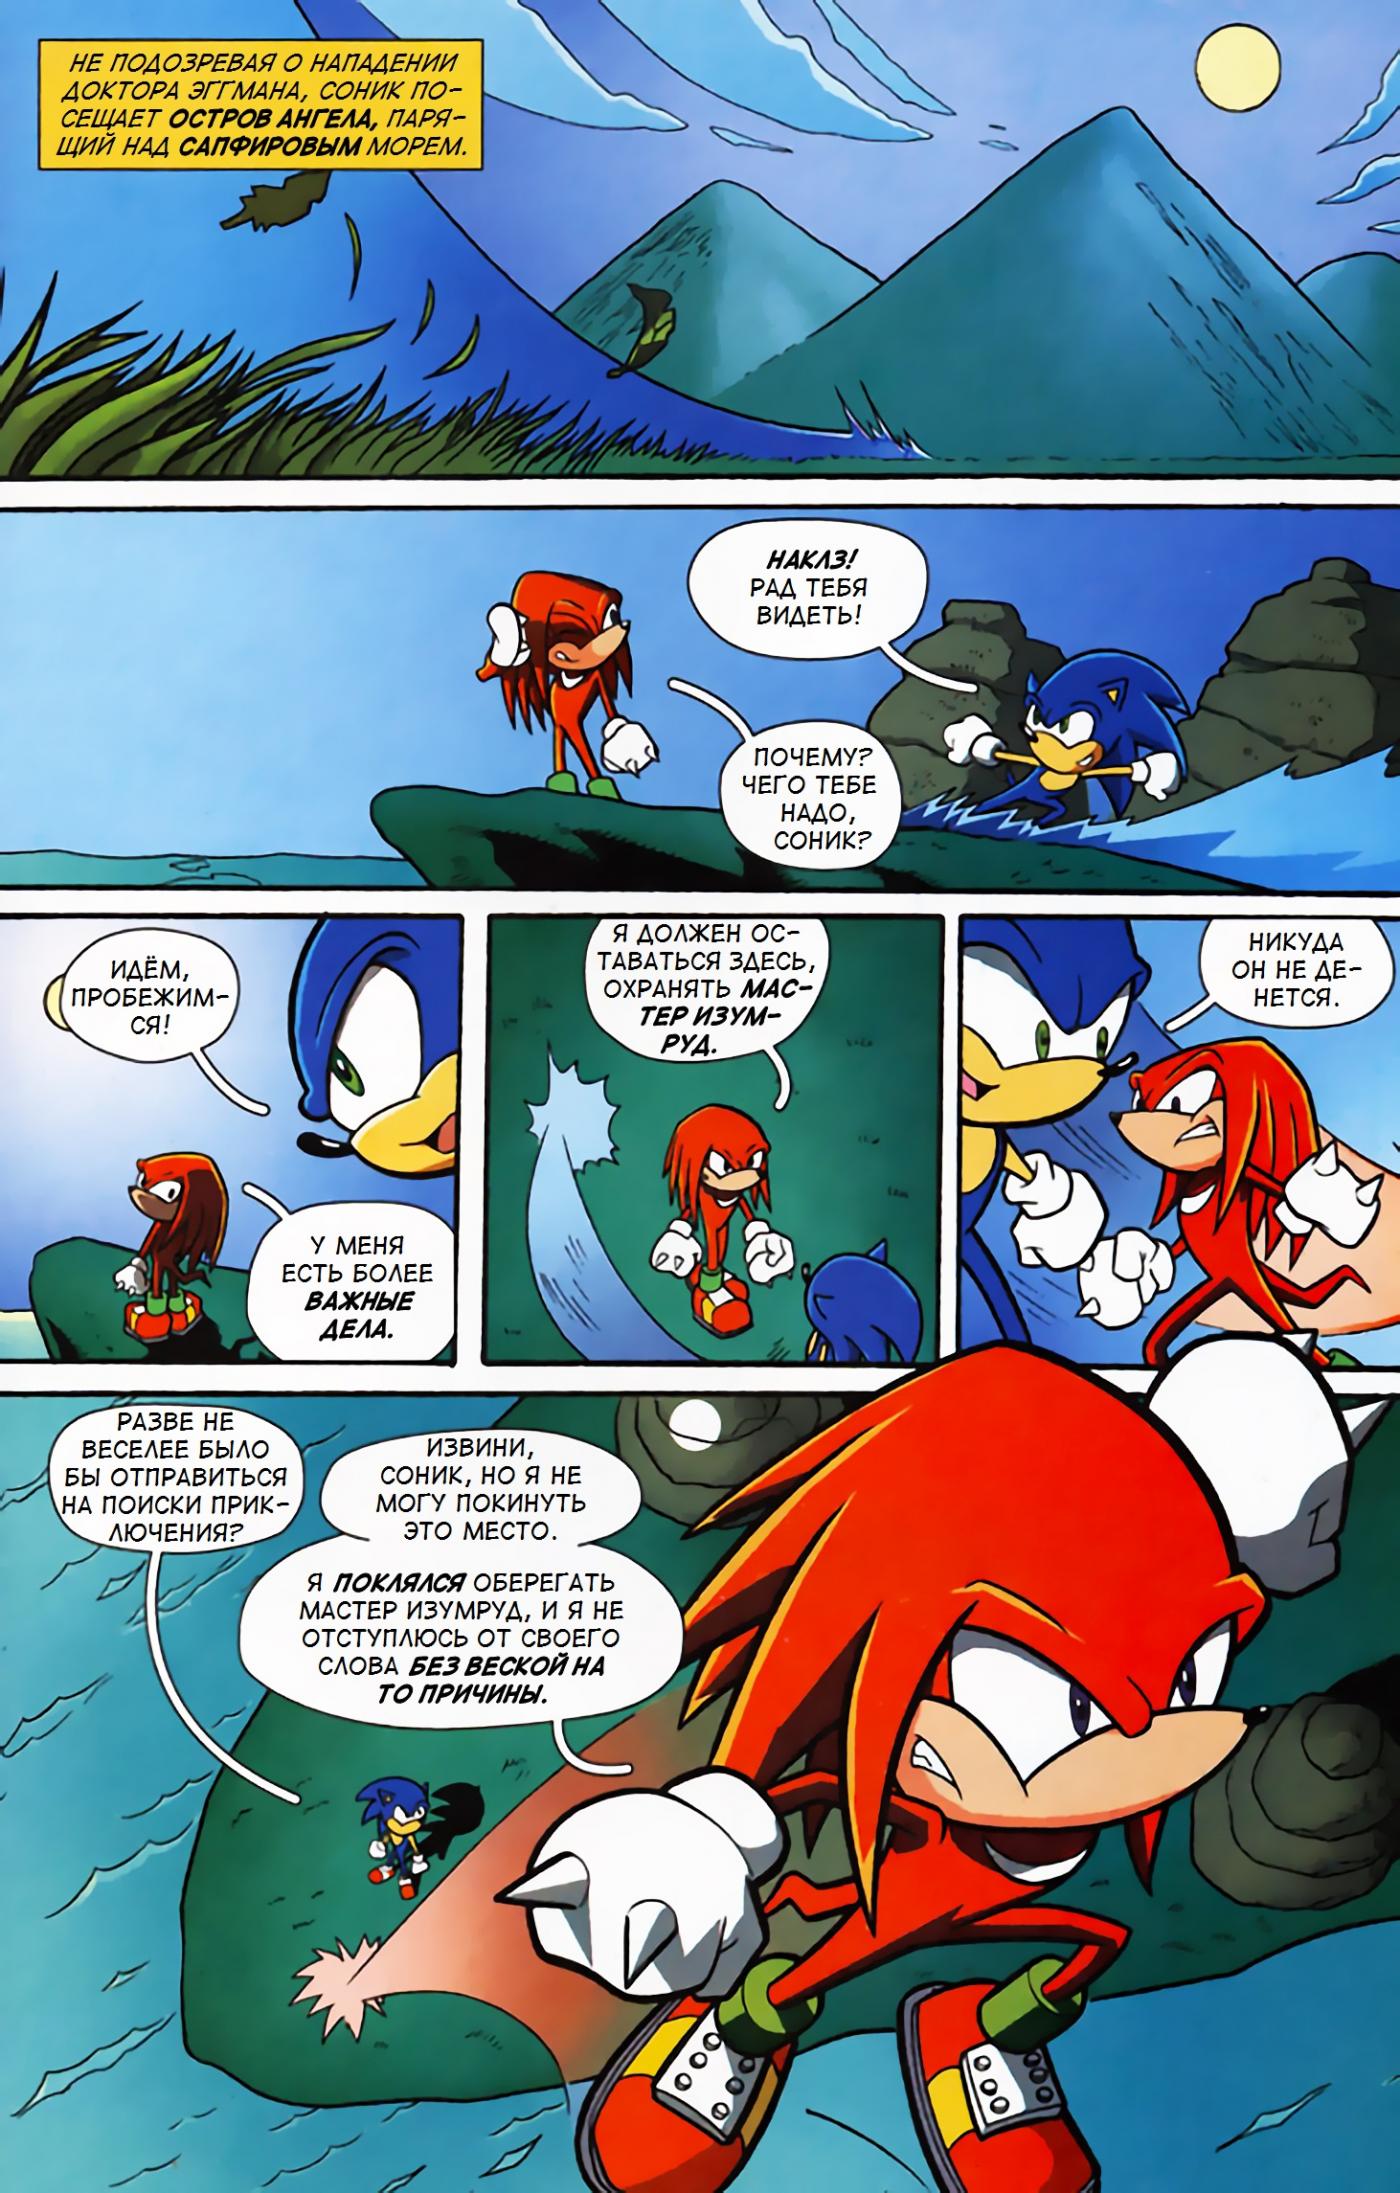 НЕ ПОДОЗРЕВАЯ О НАПАДЕНИИ
ДОКТОРА ЭГГМАНА, СОНИК ПО-
СЕЩАЕТ ОСТРОВ АНГЕЛА, ПАРЯ-
ЩИЙ НАД САПФИРОВЫМ МОРЕМ.
НАКЛЗ!
РАД ТЕБЯ
ВИДЕТЬ!
ПОЧЕМУ?
ЧЕГО ТЕБЕ
НАДО,
СОНИК?
ИДЁМ,
ПРОБЕЖИМ-
СЯ!
У МЕНЯ
ЕСТЬ БОЛЕЕ
ВАЖНЫЕ
ДЕЛА.
Я ДОЛЖЕН ОС-
ТАВАТЬСЯ ЗДЕСЬ,
ОХРАНЯТЬ МАС-
ТЕР ИЗУМ-
РУД.
НИКУДА
ОН НЕ ДЕ-
НЕТСЯ.
РАЗВЕ НЕ
ВЕСЕЛЕЕ БЫЛО
БЫ ОТПРАВИТЬСЯ
НА ПОИСКИ ПРИК-
ЛЮЧЕНИЯ?
ИЗВИНИ,
СОНИК, НО Я НЕ
МОГУ ПОКИНУТЬ
ЭТО МЕСТО.
Я ПОКЛЯЛСЯ ОБЕРЕГАТЬ
МАСТЕР ИЗУМРУД, И Я НЕ
ОТСТУПЛЮСЬ ОТ СВОЕГО
СЛОВА БЕЗ ВЕСКОЙ НА
ТО ПРИЧИНЫ.